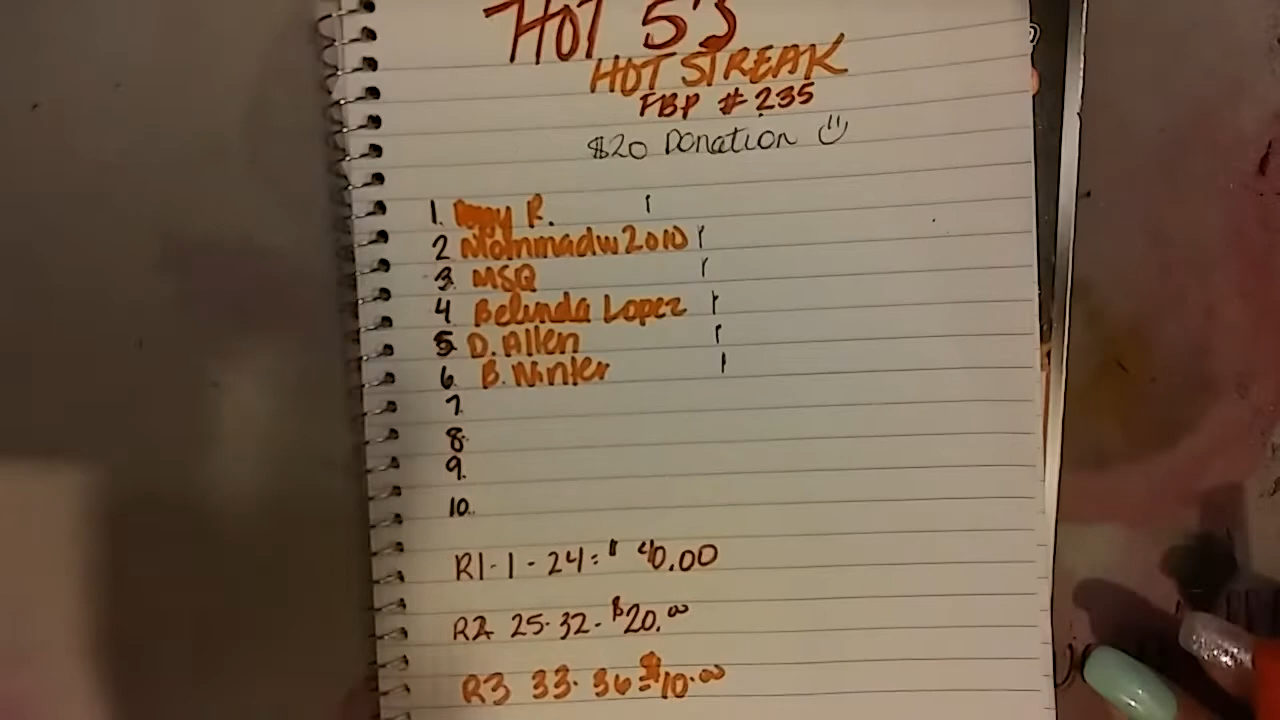 HOT 5'S
HOT STREAK
FBP # 235
$20 Donation
1. R.
2 Mommadw2010
3. MSQ
4 Belinda Lopez
5. D. Allen
6. B. Winter
7.
8.
9.
10.
R1-1-24= $40.00
R2 25-32- $20.00
R3 33-36=$10.00